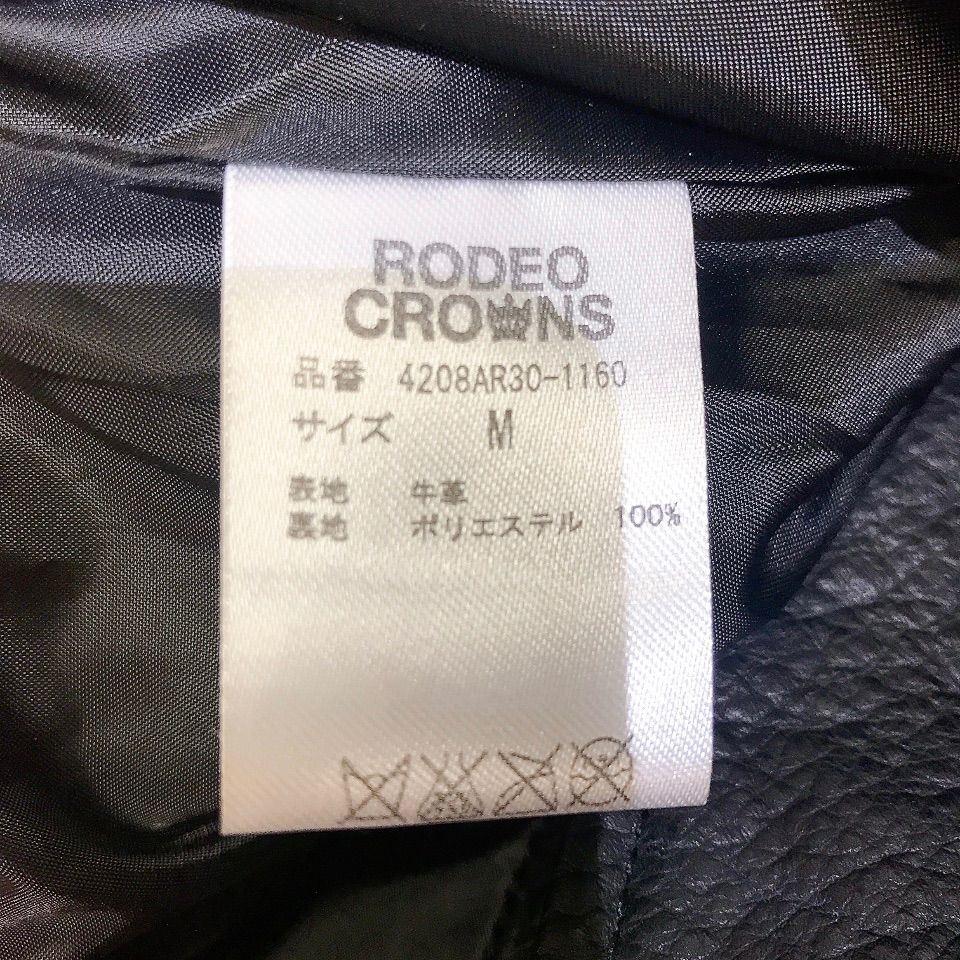 RODEO
CROWNS
品番 4208AR30-1160
サイズ M
表地 牛革
裏地 ポリエステル 100%